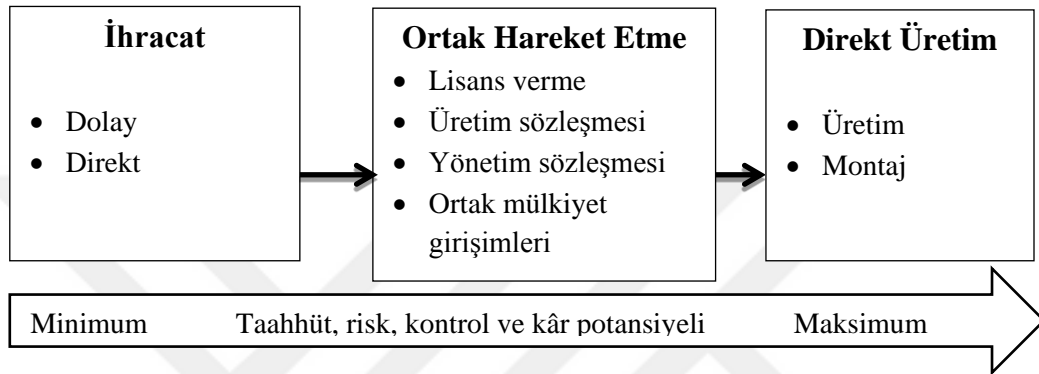 İhracat
• Dolay
• Direkt
Ortak Hareket Etme
• Lisans verme
• Üretim sözleşmesi
• Yönetim sözleşmesi
• Ortak mülkiyet
girişimleri
Direkt Üretim
• Üretim
• Montaj
Minimum Taahhüt, risk, kontrol ve kâr potansiyeli Maksimum